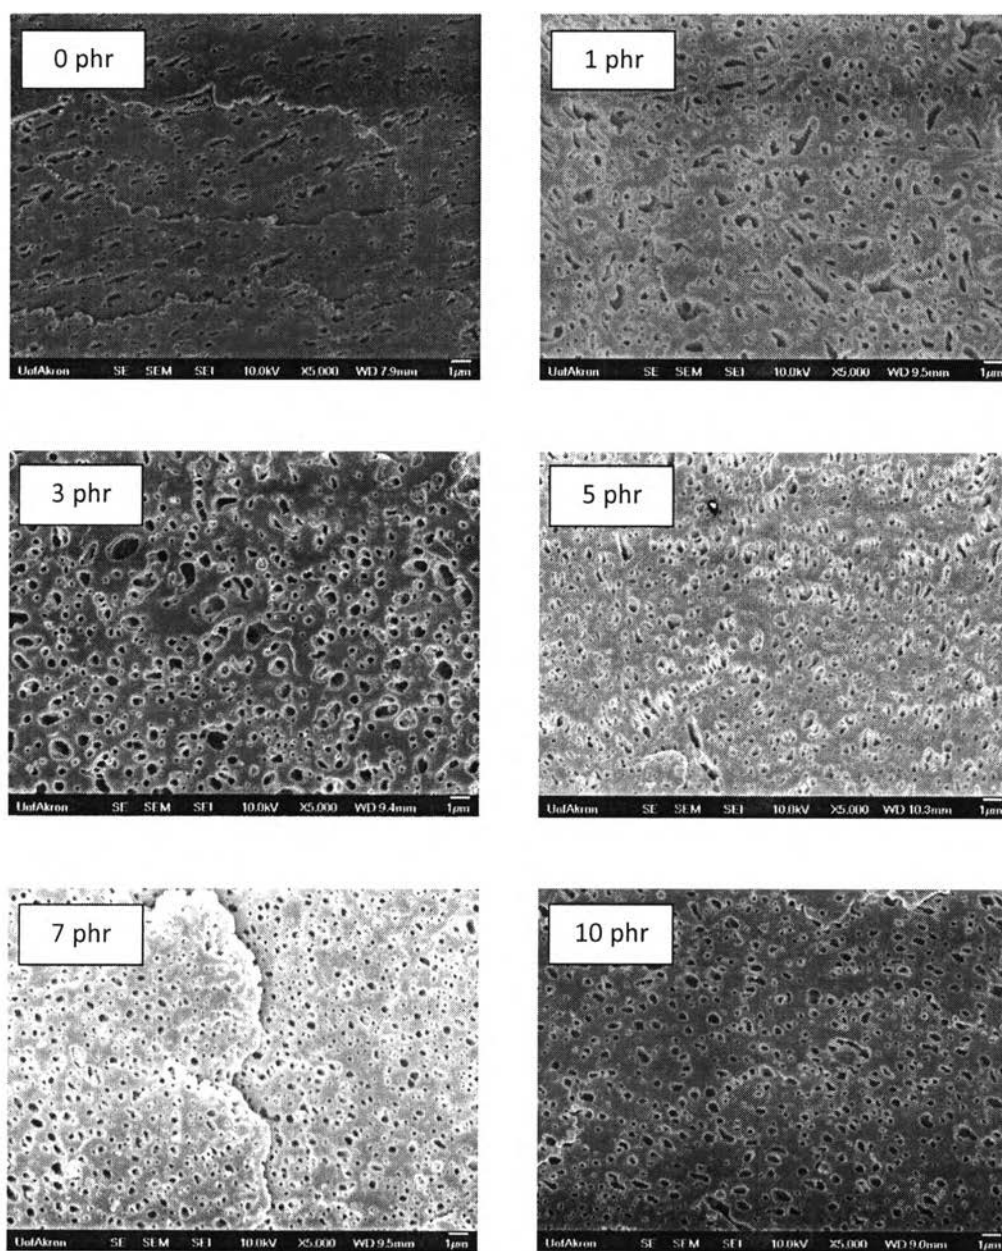 0 phr
1 phr
UofAkron SE SEM SEI 10.0kV X5,000 WD 7.9mm 1µm
UofAkron SE SEM SEI 10.0kV X5,000 WD 9.5mm 1µm
3 phr
5 phr
UofAkron SE SEM SEI 10.0kV X5,000 WD 9.4mm 1µm
UofAkron SE SEM SEI 10.0kV X5,000 WD 10.3mm 1µm
7 phr
10 phr
UofAkron SE SEM SEI 10.0kV X5,000 WD 9.5mm 1µm
UofAkron SE SEM SEI 10.0kV X5,000 WD 9.0mm 1µm